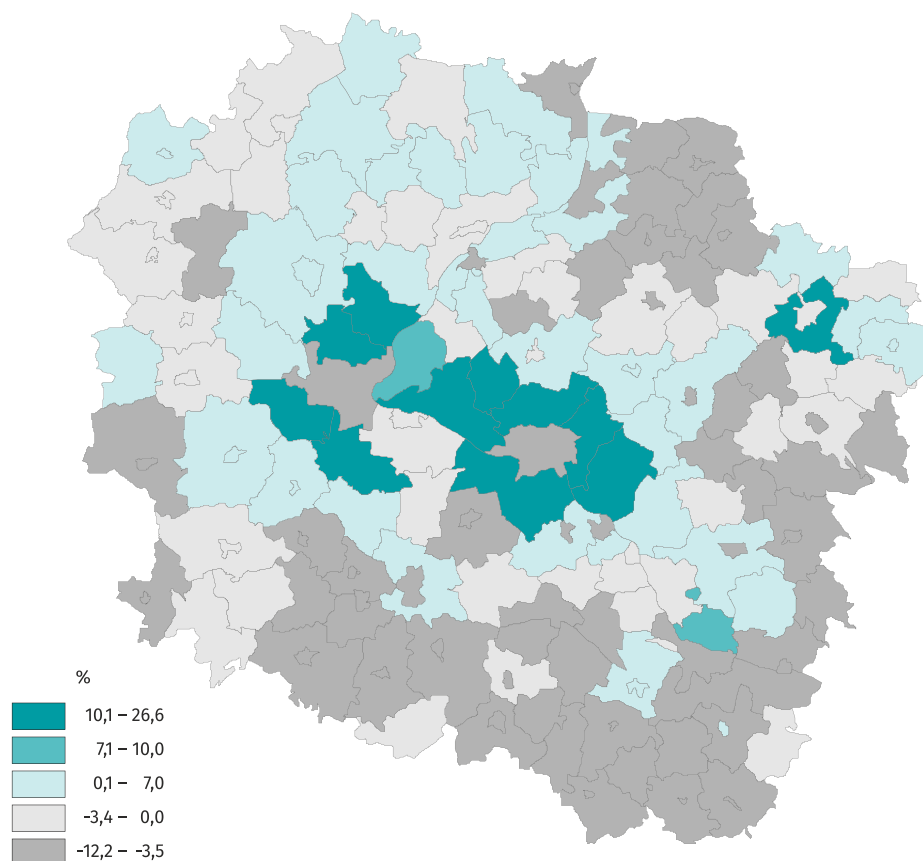 %
10,1 – 26,6
7,1 – 10,0
0,1 – 7,0
-3,4 – 0,0
-12,2 – -3,5